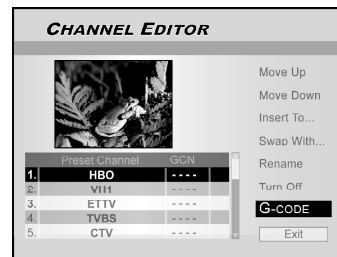 CHANNEL EDITOR
Move Up
Move Down
Insert To...
Swap With...
Rename
Turn Off
G-CODE
Exit
Preset Channel GCN
1. HBO - - - -
2. VH1 - - - -
3. ETTV - - - -
4. TVBS - - - -
5. CTV - - - -